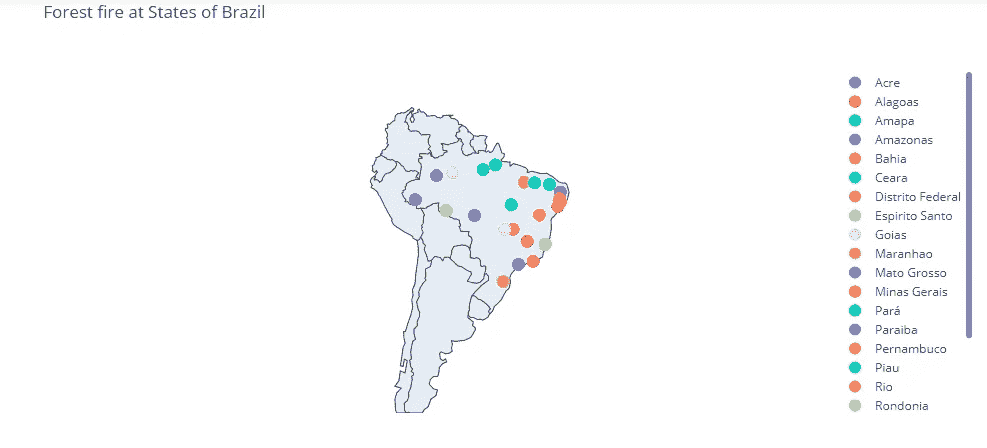 Forest fire at States of Brazil
Acre
Alagoas
Amapa
Amazonas
Bahia
Ceara
Distrito Federal
Espirito Santo
Goias
Maranhao
Mato Grosso
Minas Gerais
Pará
Paraiba
Pernambuco
Piau
Rio
Rondonia